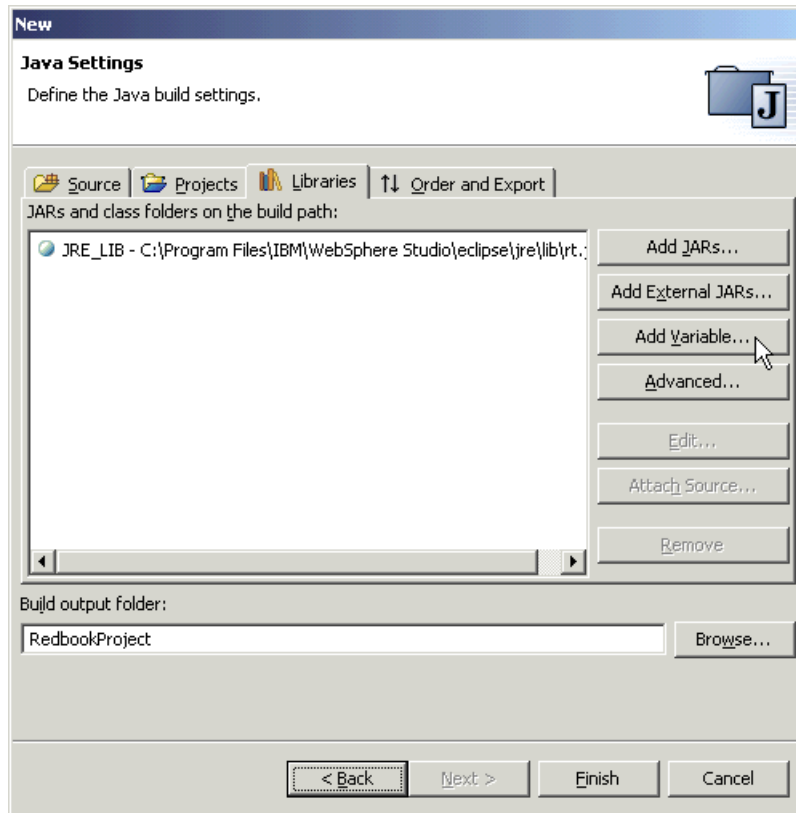 New
Java Settings
Define the Java build settings.
J
Source
Projects
Libraries
Order and Export
JARs and class folders on the build path:
JRE_LIB - C:\Program Files\IBM\WebSphere Studio\eclipse\jre\lib\rt.j
Add JARs...
Add External JARs...
Add Variable...
Advanced...
Edit...
Attach Source...
Remove
Build output folder:
RedbookProject
Browse...
< Back
Next >
Finish
Cancel